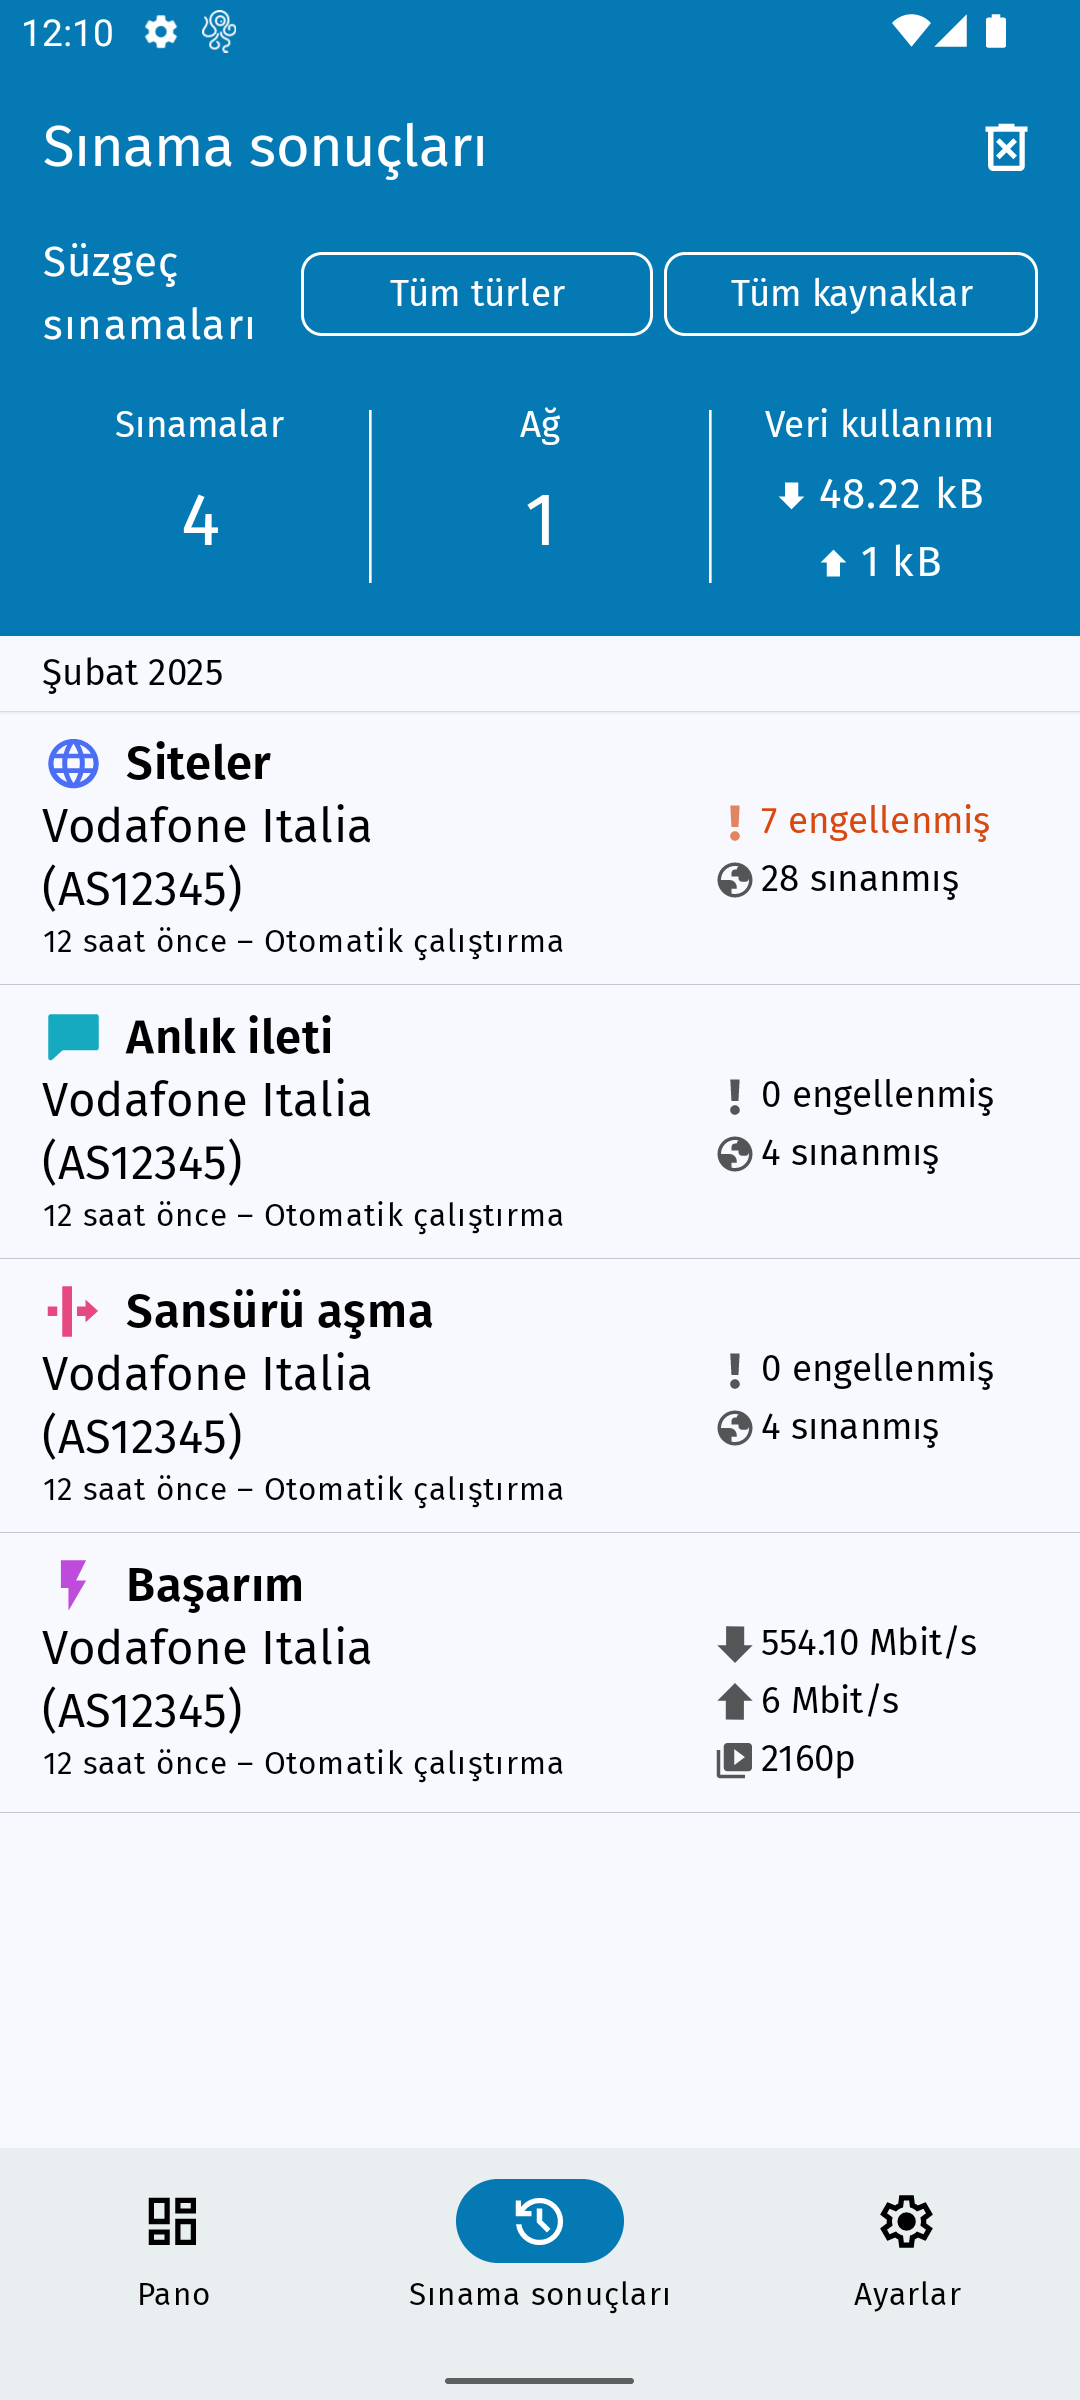 12:10
Sınama sonuçları
Süzgeç
sınamaları
Tüm türler
Tüm kaynaklar
Sınamalar
4
Ağ
1
Veri kullanımı
48.22 kB
1 kB
Şubat 2025
Siteler
Vodafone Italia
(AS12345)
12 saat önce – Otomatik çalıştırma
7 engellenmiş
28 sınanmış
Anlık ileti
Vodafone Italia
(AS12345)
12 saat önce – Otomatik çalıştırma
0 engellenmiş
4 sınanmış
Sansürü aşma
Vodafone Italia
(AS12345)
12 saat önce – Otomatik çalıştırma
0 engellenmiş
4 sınanmış
Başarım
Vodafone Italia
(AS12345)
12 saat önce – Otomatik çalıştırma
554.10 Mbit/s
6 Mbit/s
2160p
Pano
Sınama sonuçları
Ayarlar